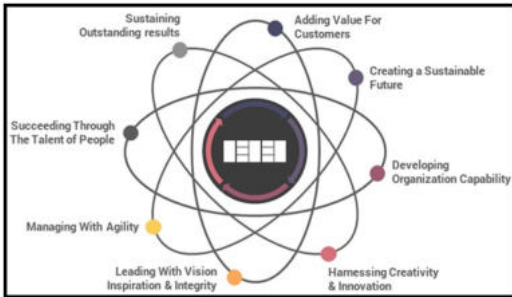 Sustaining
Outstanding results
Adding Value For
Customers
Creating a Sustainable
Future
Succeeding Through
The Talent of People
Developing
Organization Capability
Managing With Agility
Leading With Vision
Inspiration & Integrity
Harnessing Creativity
& Innovation